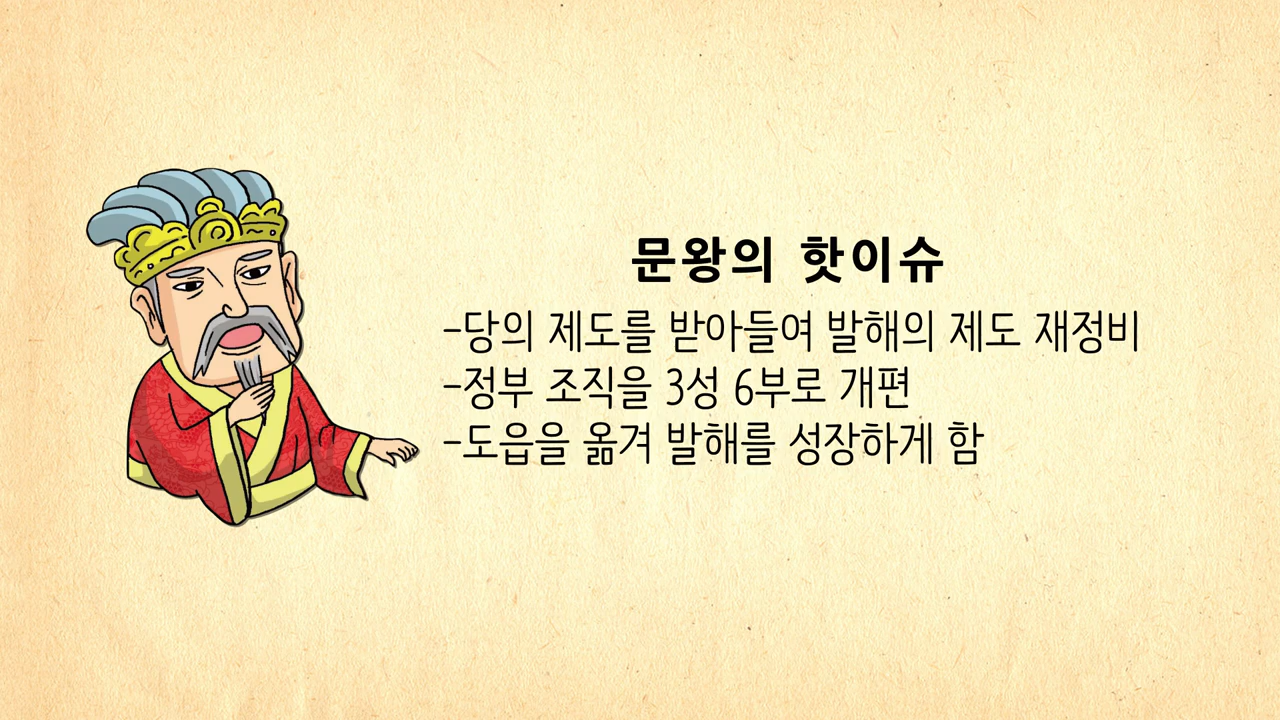 문왕의 핫이슈
-당의 제도를 받아들여 발해의 제도 재정비
-정부 조직을 3성 6부로 개편
-도읍을 옮겨 발해를 성장하게 함